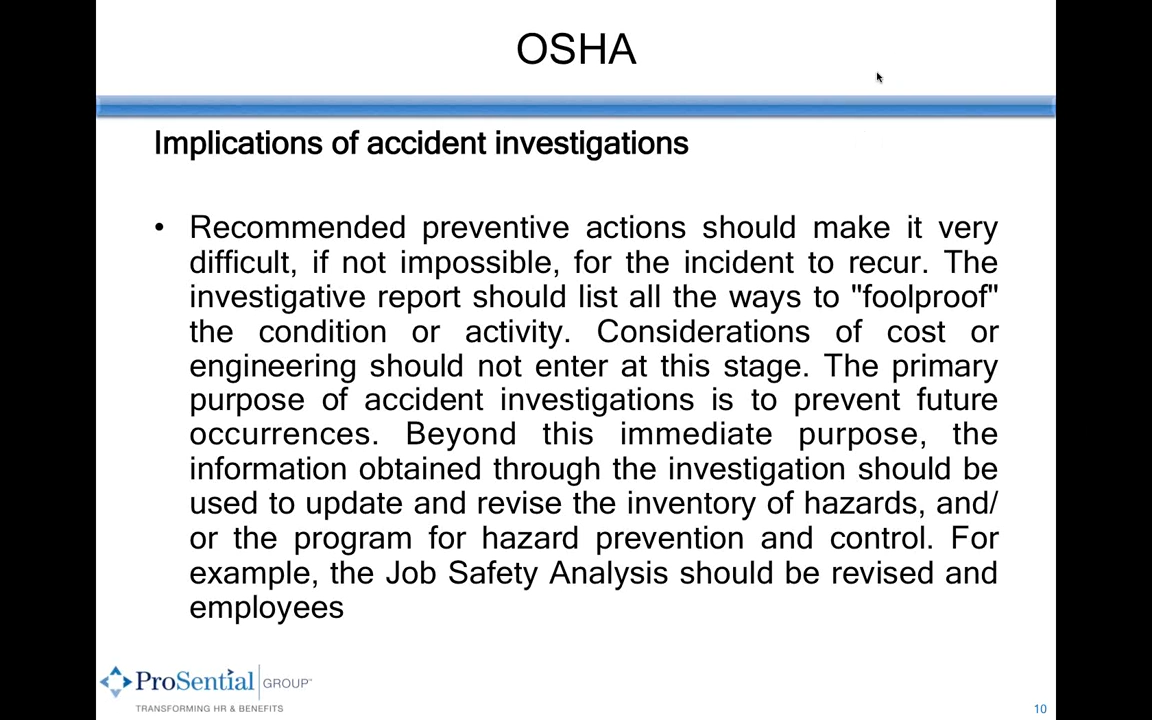 OSHA
Implications of accident investigations
• Recommended preventive actions should make it very
difficult, if not impossible, for the incident to recur. The
investigative report should list all the ways to "foolproof"
the condition or activity. Considerations of cost or
engineering should not enter at this stage. The primary
purpose of accident investigations is to prevent future
occurrences. Beyond this immediate purpose, the
information obtained through the investigation should be
used to update and revise the inventory of hazards, and/
or the program for hazard prevention and control. For
example, the Job Safety Analysis should be revised and
employees
ProSential GROUP
TRANSFORMING HR & BENEFITS
10